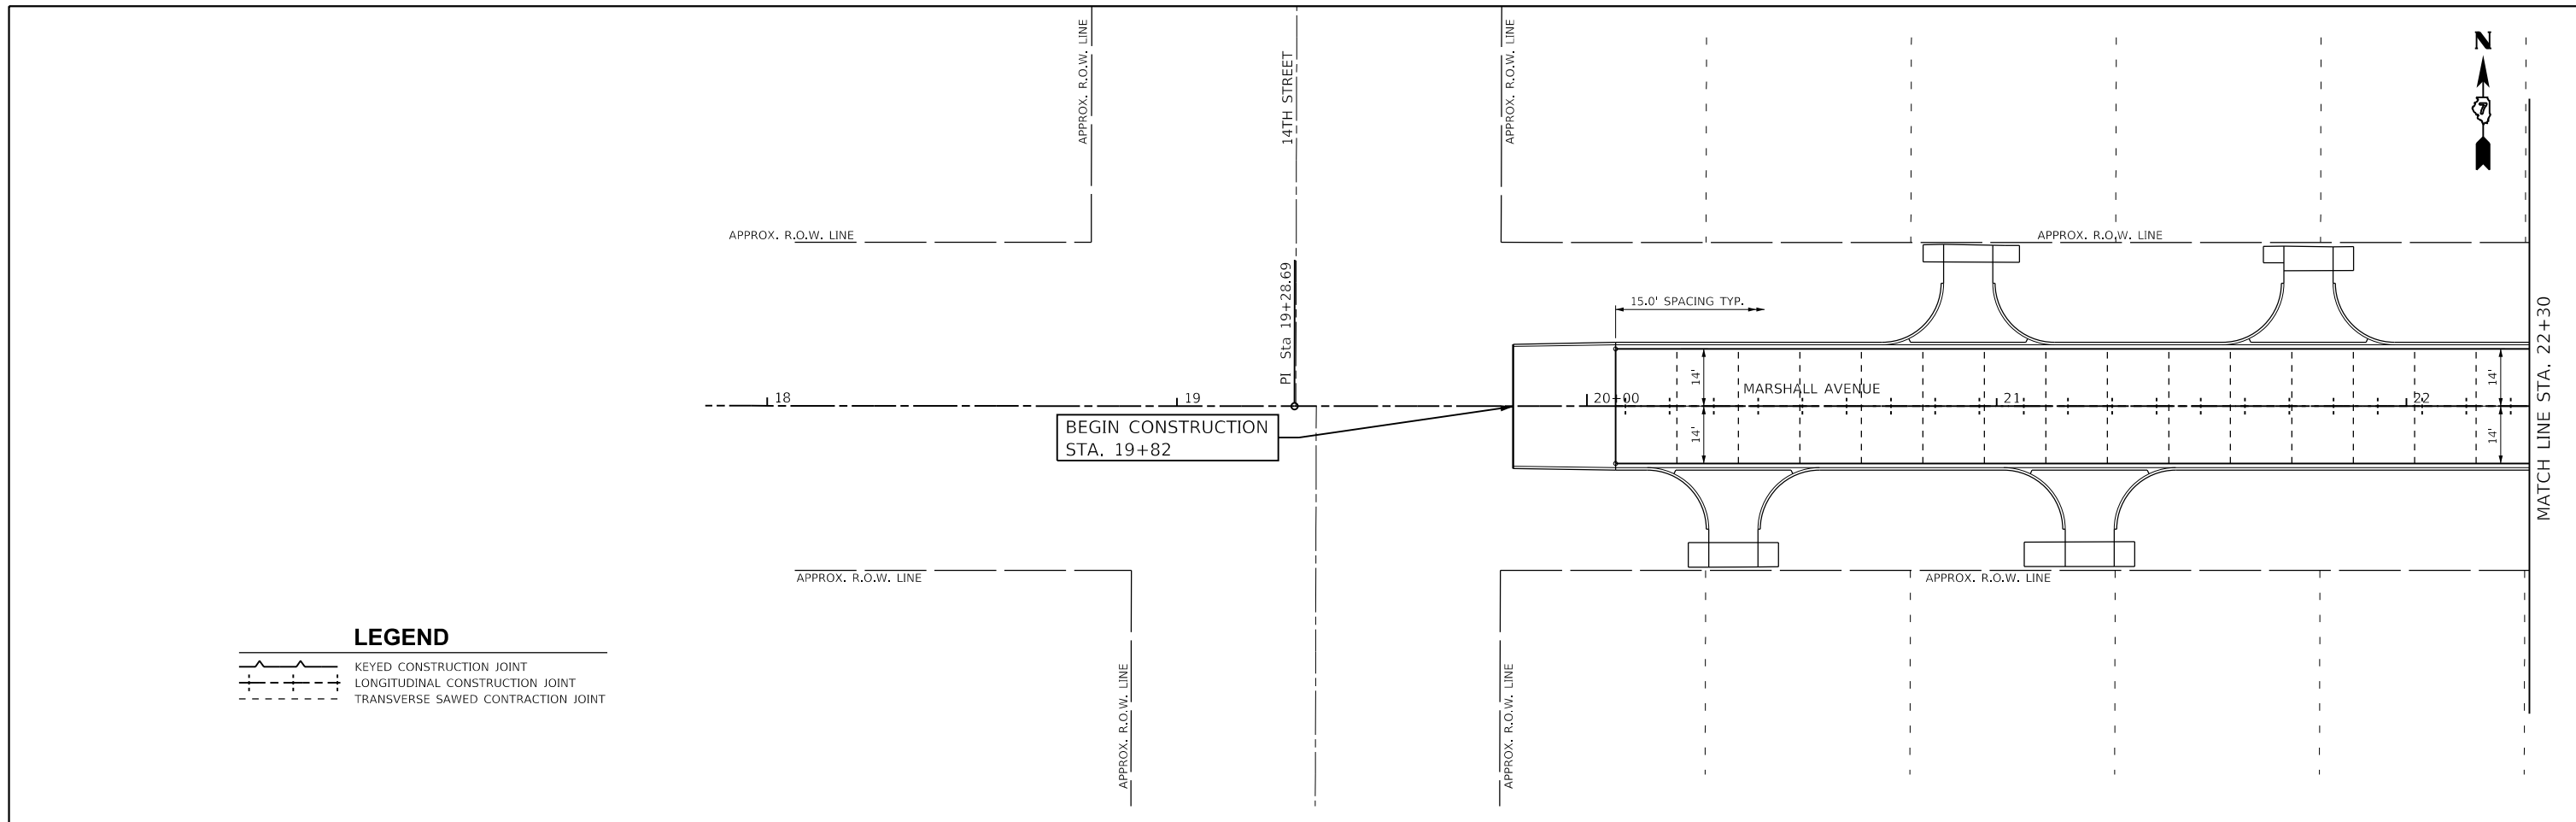 APPROX. R.O.W. LINE
14TH STREET
APPROX. R.O.W. LINE
N
7
APPROX. R.O.W. LINE
APPROX. R.O.W. LINE
PI Sta 19+28.69
15.0' SPACING TYP.
MATCH LINE STA. 22+30
14'
MARSHALL AVENUE
14'
18
19
20+00
21
22
BEGIN CONSTRUCTION
STA. 19+82
14'
14'
APPROX. R.O.W. LINE
APPROX. R.O.W. LINE
APPROX. R.O.W. LINE
APPROX. R.O.W. LINE
LEGEND
KEYED CONSTRUCTION JOINT
LONGITUDINAL CONSTRUCTION JOINT
TRANSVERSE SAWED CONTRACTION JOINT